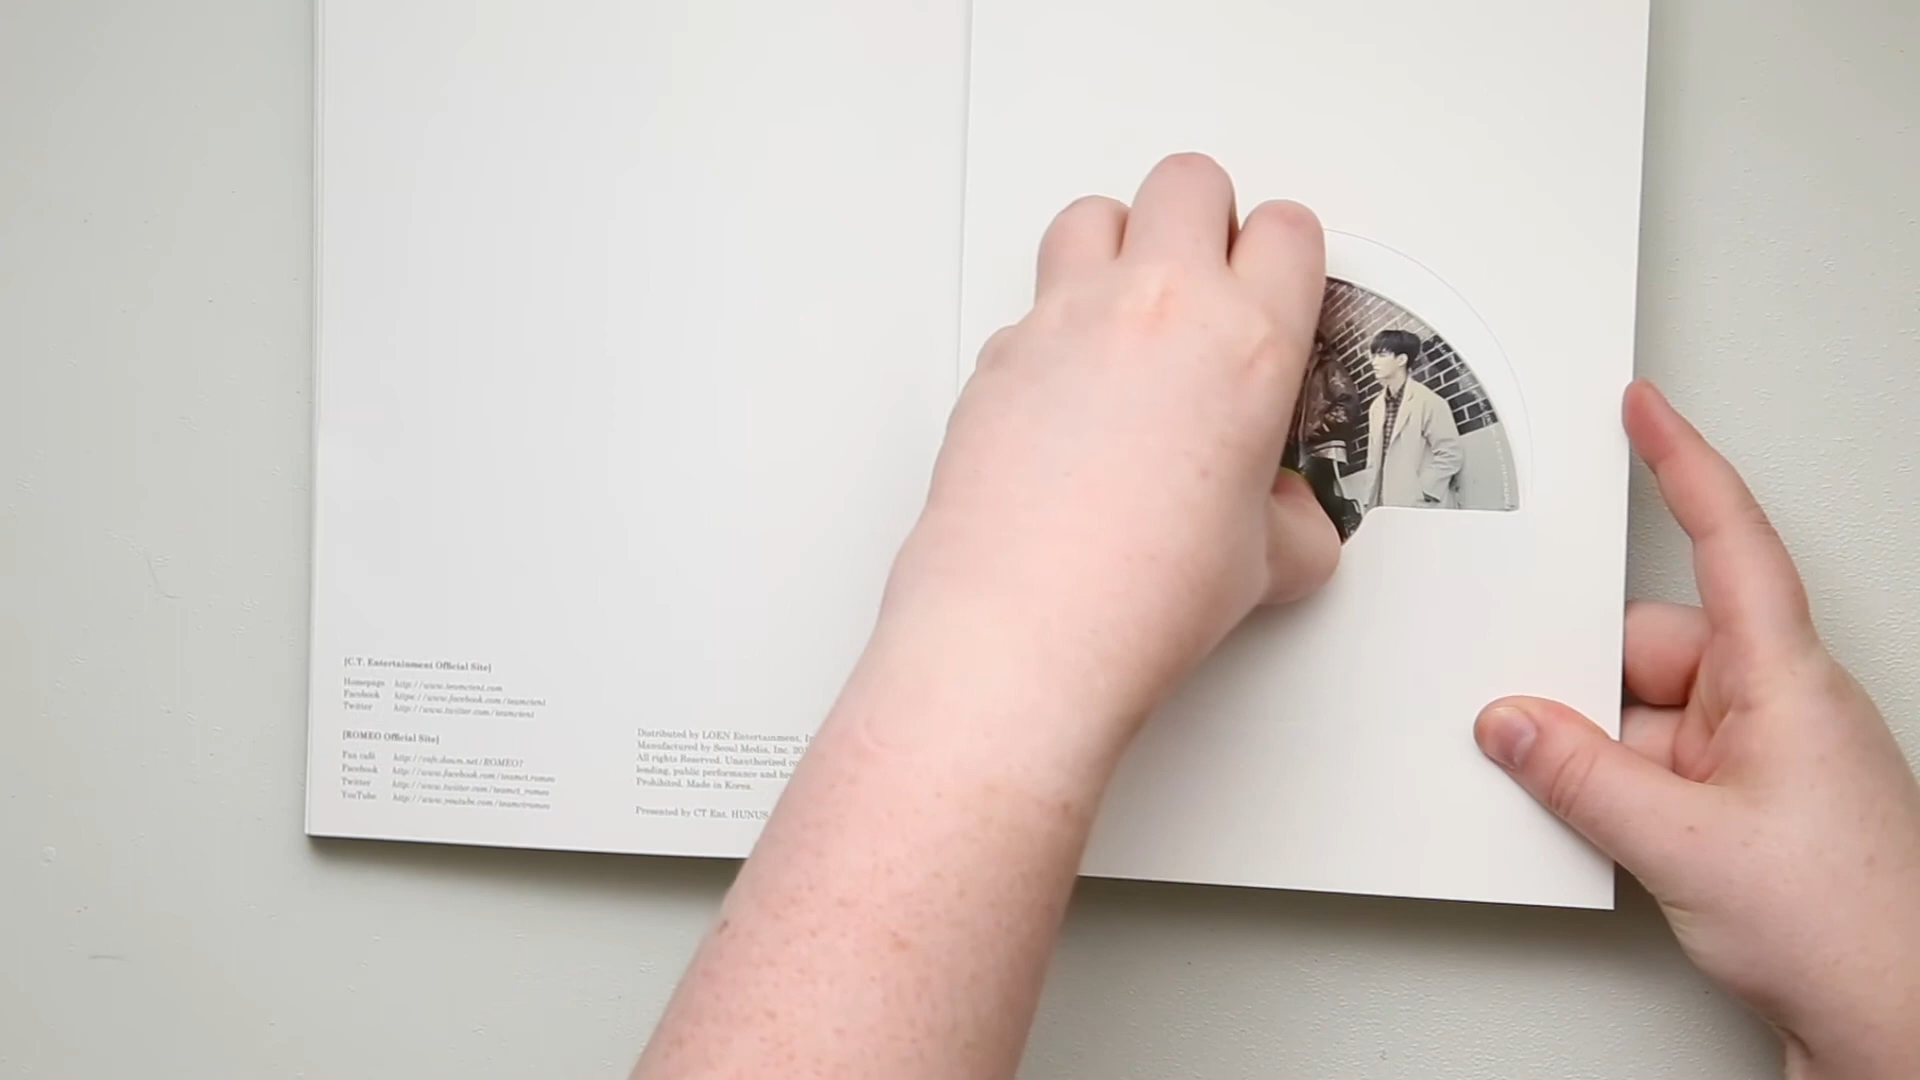 [C.T. Entertainment Official Site]
Homepage http://www.teamctent.com
Facebook https://www.facebook.com/teamctent
Twitter http://www.twitter.com/teamctent
[ROMEO Official Site]
Fan café http://cafe.daum.net/ROMEO7
Facebook http://www.facebook.com/teamct.romeo
Twitter http://www.twitter.com/teamct_romeo
YouTube http://www.youtube.com/teamctromeo
Distributed by LOEN Entertainment,
Manufactured by Seoul Media, Inc.
All rights Reserved. Unauthorized
lending, public performance and
Prohibited. Made in Korea.
Presented by CT Ent. HUNUS